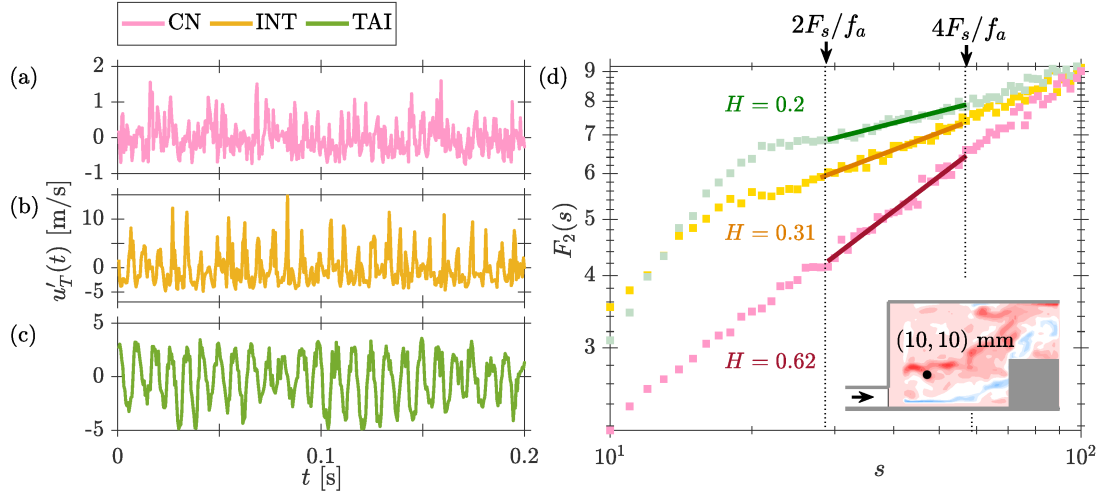 CN INT TAI
2F_s/f_a 4F_s/f_a
(a) 2 1 0 -1
(b) 10 5 0 -5
(c) 5 0 -5
u'_T(t) [m/s]
0 0.1 0.2
t [s]
(d) 9 8 7 6 5 4 3
F_2(s)
H = 0.2
H = 0.31
H = 0.62
(10, 10) mm
10^1 10^2
s